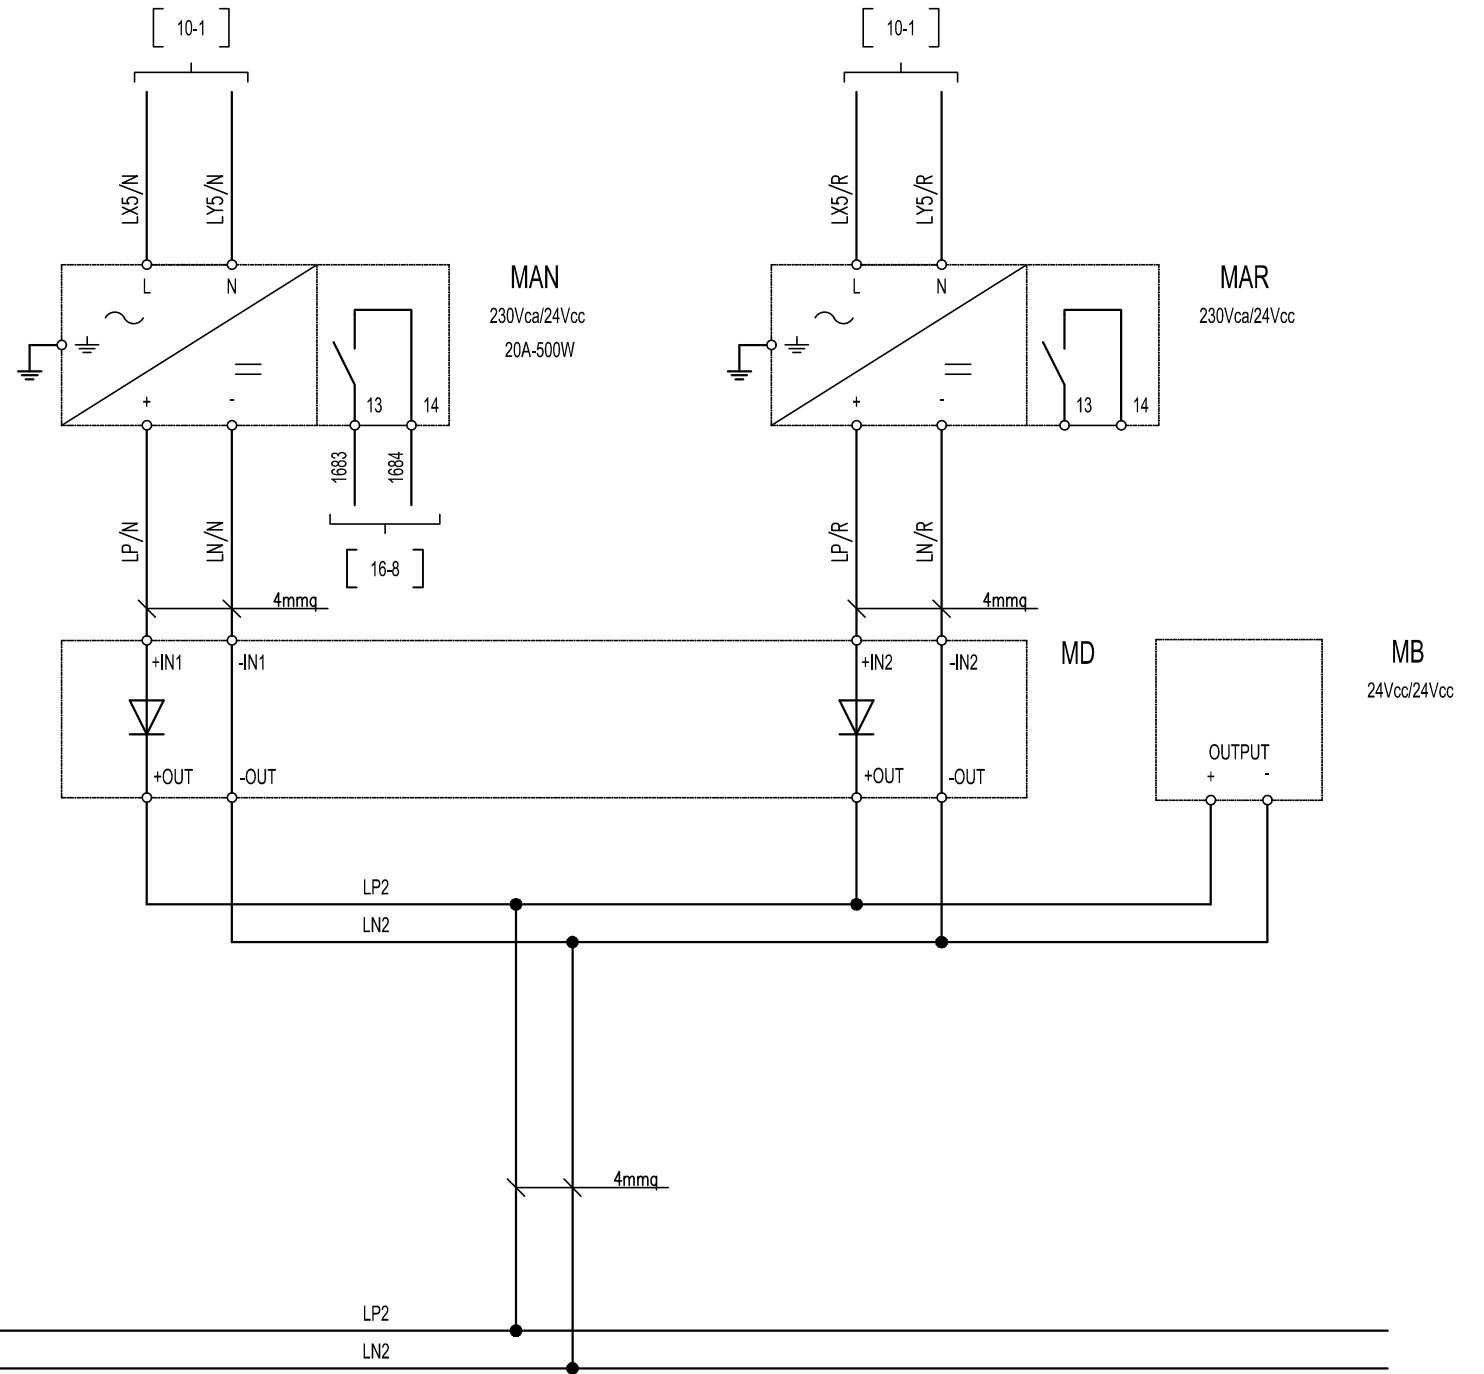 10-1
10-1
LX5/N
LY5/N
LX5/R
LY5/R
L
N
MAN
230Vca/24Vcc
20A-500W
+
-
13
14
L
N
MAR
230Vca/24Vcc
+
-
13
14
1683
1684
16-8
LP/N
LN/N
LP/R
LN/R
4mmq
4mmq
+IN1
-IN1
+IN2
-IN2
MD
MB
24Vcc/24Vcc
+OUT
-OUT
+OUT
-OUT
OUTPUT
+
-
LP2
LN2
4mmq
LP2
LN2